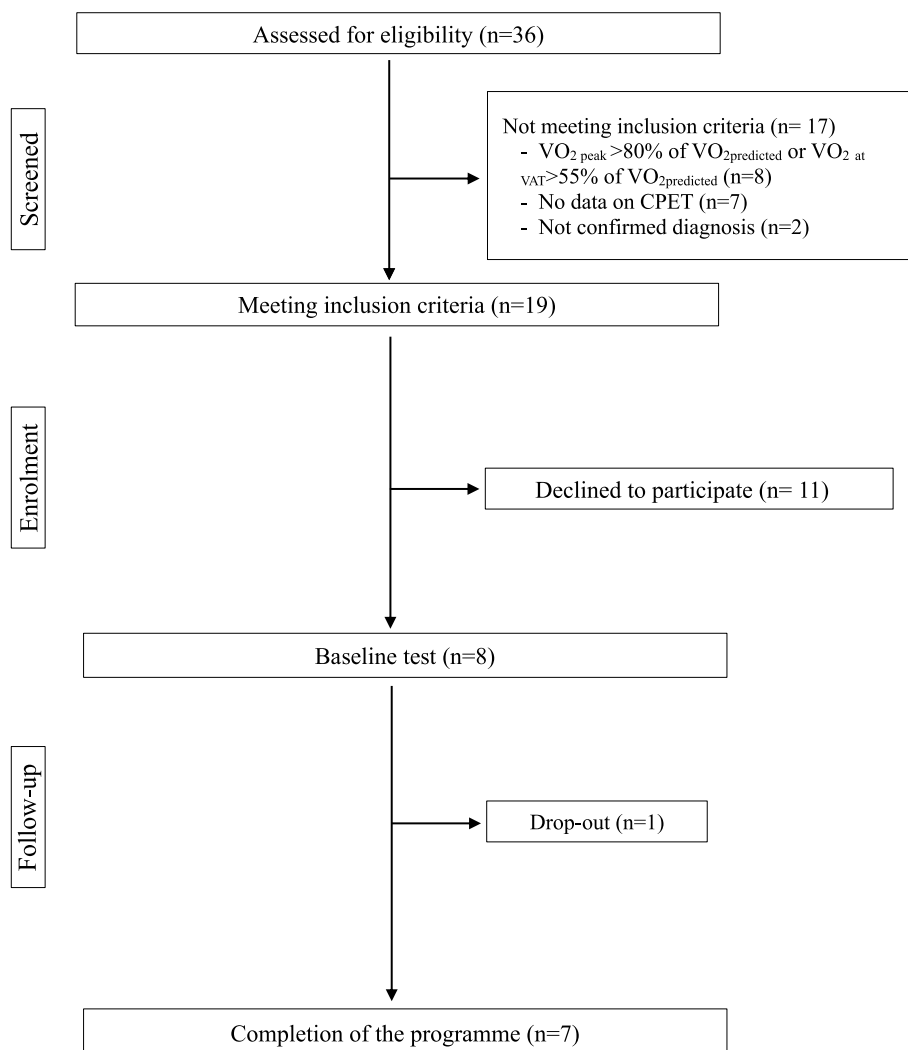 Assessed for eligibility (n=36)
Screened
Not meeting inclusion criteria (n= 17)
- VO2 peak >80% of VO2predicted or VO2 at
VAT>55% of VO2predicted (n=8)
- No data on CPET (n=7)
- Not confirmed diagnosis (n=2)
Meeting inclusion criteria (n=19)
Enrolment
Declined to participate (n= 11)
Baseline test (n=8)
Follow-up
Drop-out (n=1)
Completion of the programme (n=7)